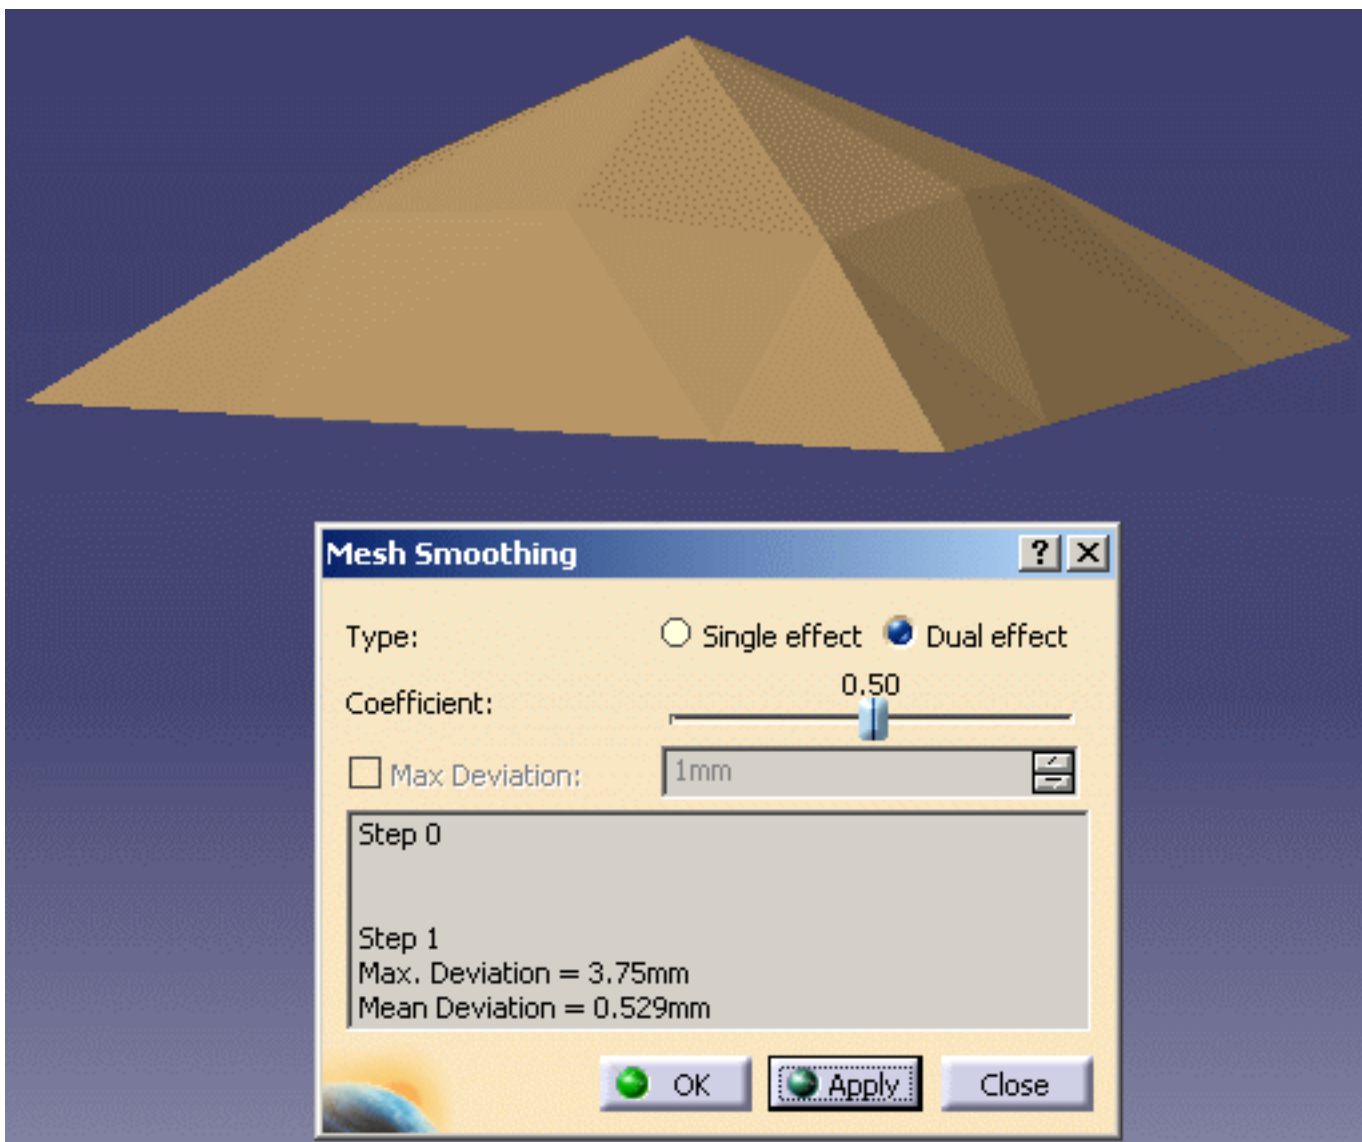 Mesh Smoothing ? X
Type: Single effect Dual effect
0.50
Coefficient:
Max Deviation: 1mm
Step 0
Step 1
Max. Deviation = 3.75mm
Mean Deviation = 0.529mm
OK Apply Close